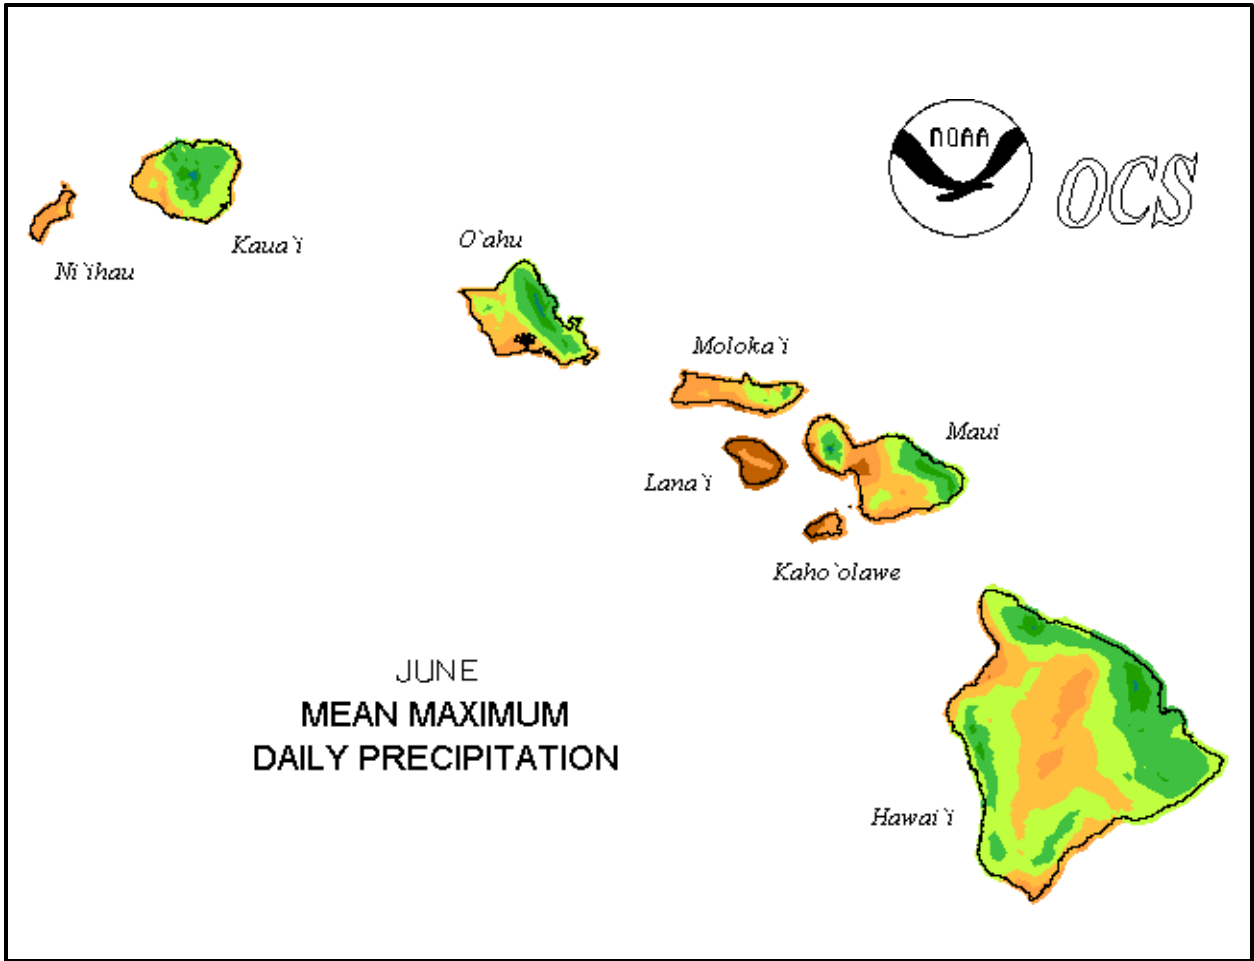 NOAA
OCS
Ni`ihau
Kaua`i
O`ahu
Moloka`i
Maui
Lana`i
Kaho`olawe
Hawai`i
JUNE
MEAN MAXIMUM
DAILY PRECIPITATION